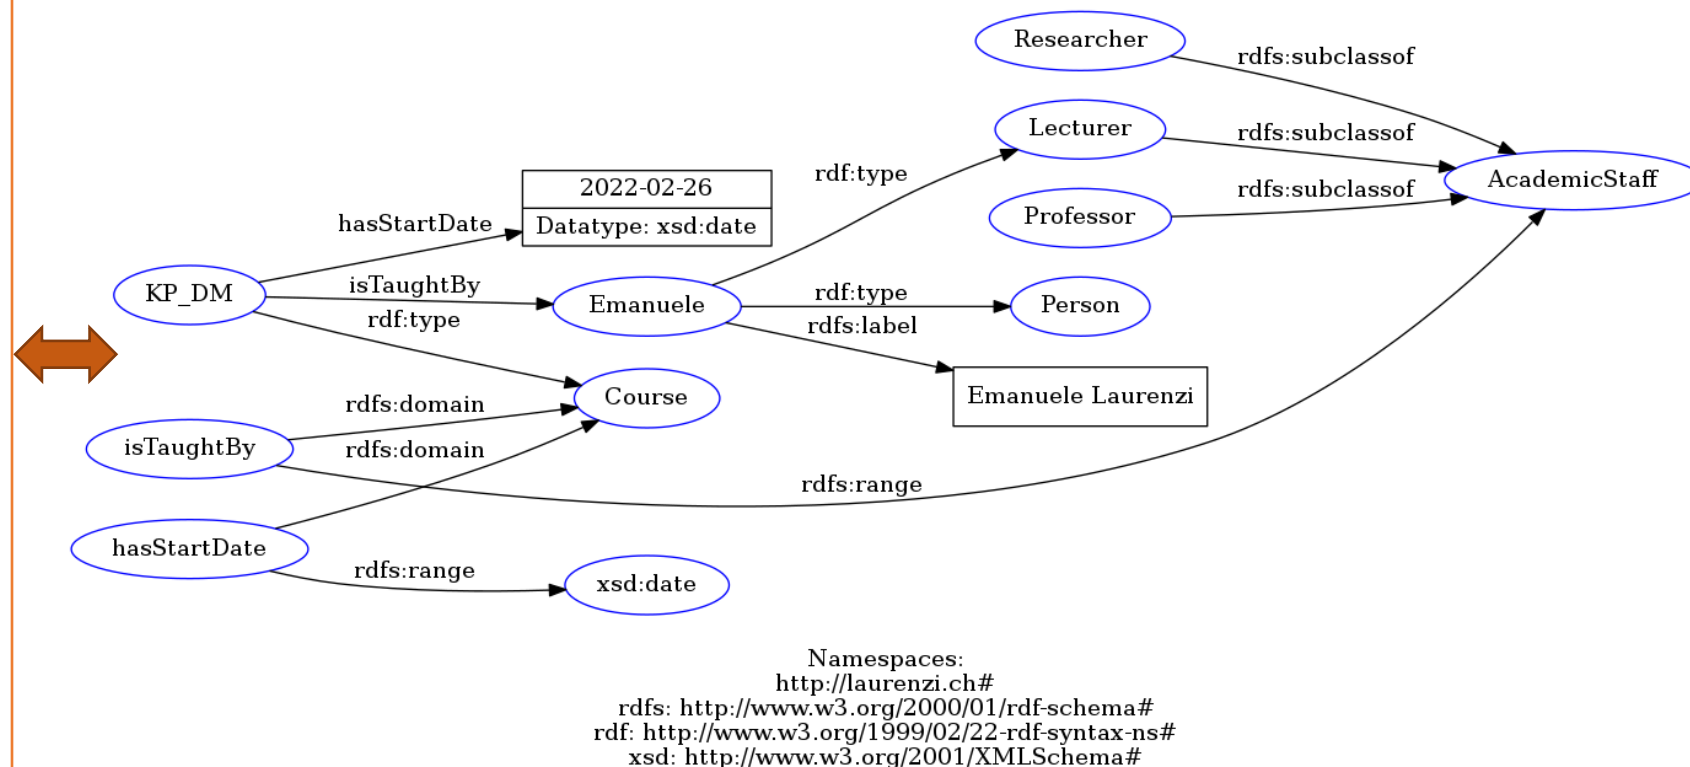 Researcher
rdfs:subclassof
Lecturer
rdfs:subclassof
rdf:type
2022-02-26
AcademicStaff
rdfs:subclassof
Professor
hasStartDate
Datatype: xsd:date
KP_DM
isTaughtBy
Emanuele
rdf:type
Person
rdf:type
rdfs:label
Course
Emanuele Laurenzi
rdfs:domain
isTaughtBy
rdfs:domain
rdfs:range
hasStartDate
rdfs:range
xsd:date
Namespaces:
http://laurenzi.ch#
rdfs: http://www.w3.org/2000/01/rdf-schema#
rdf: http://www.w3.org/1999/02/22-rdf-syntax-ns#
xsd: http://www.w3.org/2001/XMLSchema#